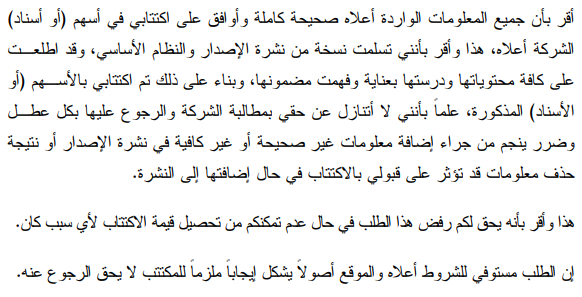 أقر بأن جميع المعلومات الواردة أعلاه صحيحة كاملة وأوافق على اكتتابي في أسهم (أو أسناد)
الشركة أعلاه، هذا وأقر بأنني تسلمت نسخة من نشرة الإصدار والنظام الأساسي، وقد اطلعت
على كافة محتوياتها ودرستها بعناية وفهمت مضمونها، وبناء على ذلك تم اكتتابي بالأسهم (أو
الأسناد) المذكورة، علماً بأنني لا أتنازل عن حقي بمطالبة الشركة والرجوع عليها بكل عطل
وضرر ينجم من جراء إضافة معلومات غير صحيحة أو غير كافية في نشرة الإصدار أو نتيجة
حذف معلومات قد تؤثر على قبولي بالاكتتاب في حال إضافتها إلى النشرة.
هذا وأقر بأنه يحق لكم رفض هذا الطلب في حال عدم تمكنكم من تحصيل قيمة الاكتتاب لأي سبب كان.
إن الطلب مستوفي للشروط أعلاه والموقع أصولاً يشكل إيجاباً ملزماً للمكتتب لا يحق الرجوع عنه.